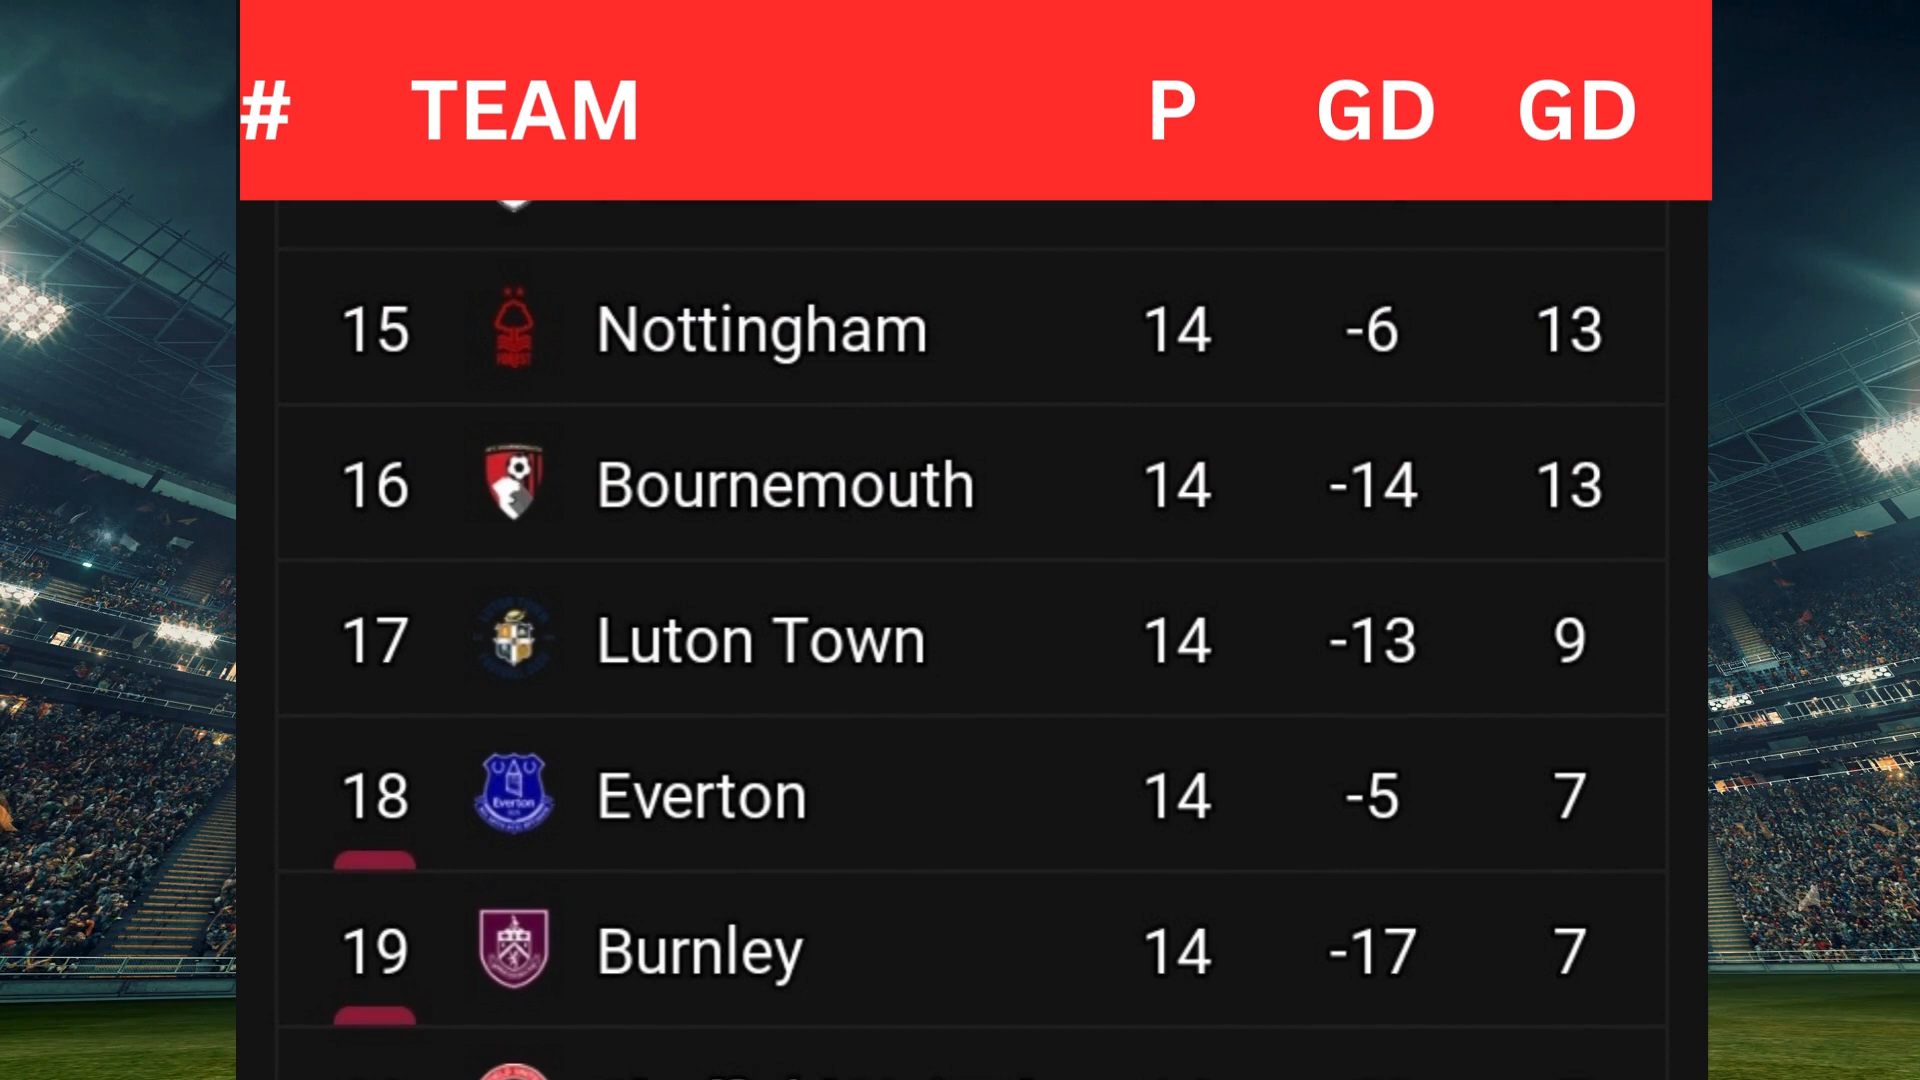 # TEAM P GD GD
15 Nottingham 14 -6 13
16 Bournemouth 14 -14 13
17 Luton Town 14 -13 9
18 Everton 14 -5 7
19 Burnley 14 -17 7